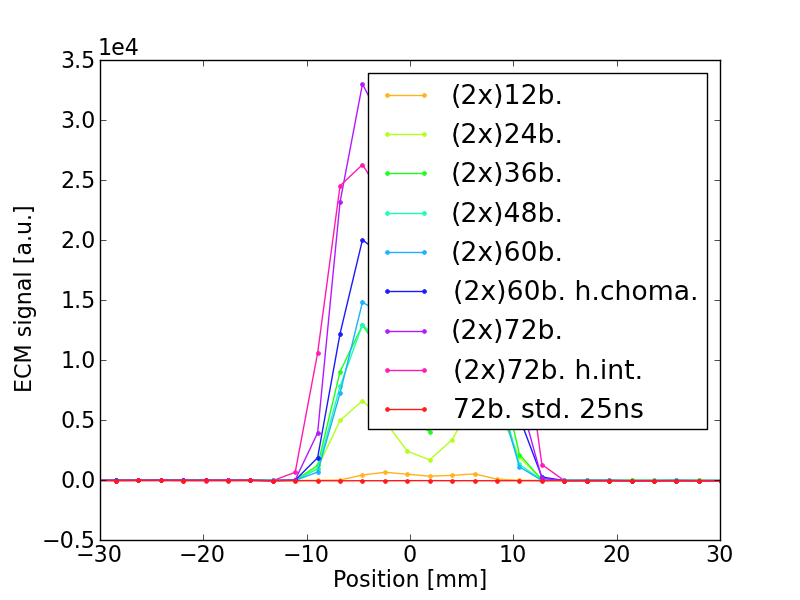 1e4
3.5
3.0
2.5
2.0
1.5
1.0
0.5
0.0
−0.5
ECM signal [a.u.]
(2x)12b.
(2x)24b.
(2x)36b.
(2x)48b.
(2x)60b.
(2x)60b. h.choma.
(2x)72b.
(2x)72b. h.int.
72b. std. 25ns
−30 −20 −10 0 10 20 30
Position [mm]